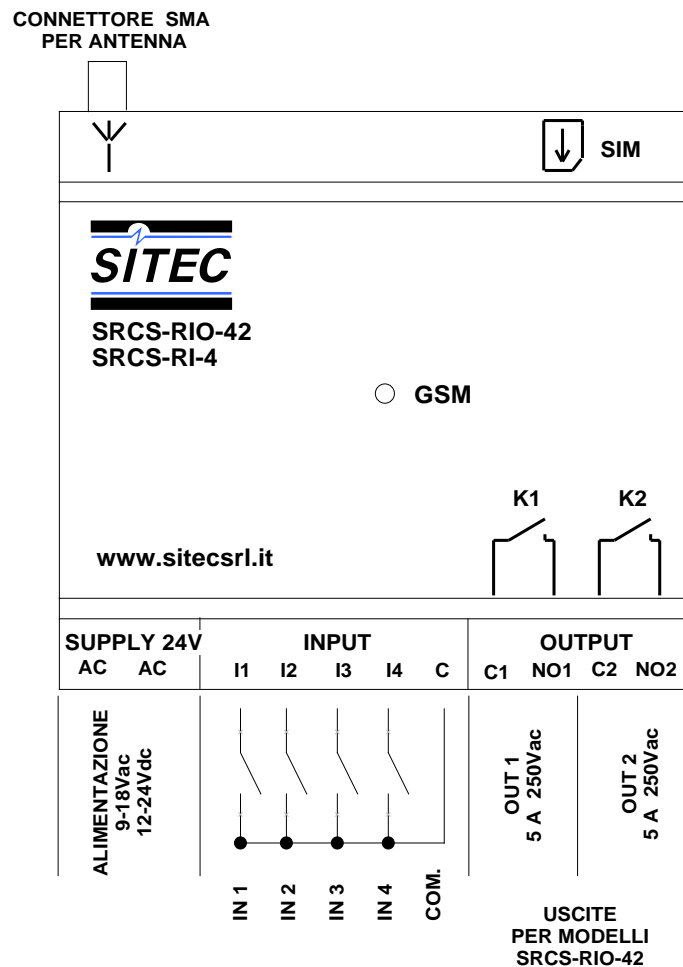 CONNETTORE SMA
PER ANTENNA
SIM
SITEC
SRCS-RIO-42
SRCS-RI-4
GSM
K1 K2
www.sitecsrl.it
SUPPLY 24V INPUT OUTPUT
AC AC I1 I2 I3 I4 C C1 NO1 C2 NO2
ALIMENTAZIONE
9-18Vac
12-24Vdc
OUT 1
5 A 250Vac
OUT 2
5 A 250Vac
IN 1
IN 2
IN 3
IN 4
COM.
USCITE
PER MODELLI
SRCS-RIO-42